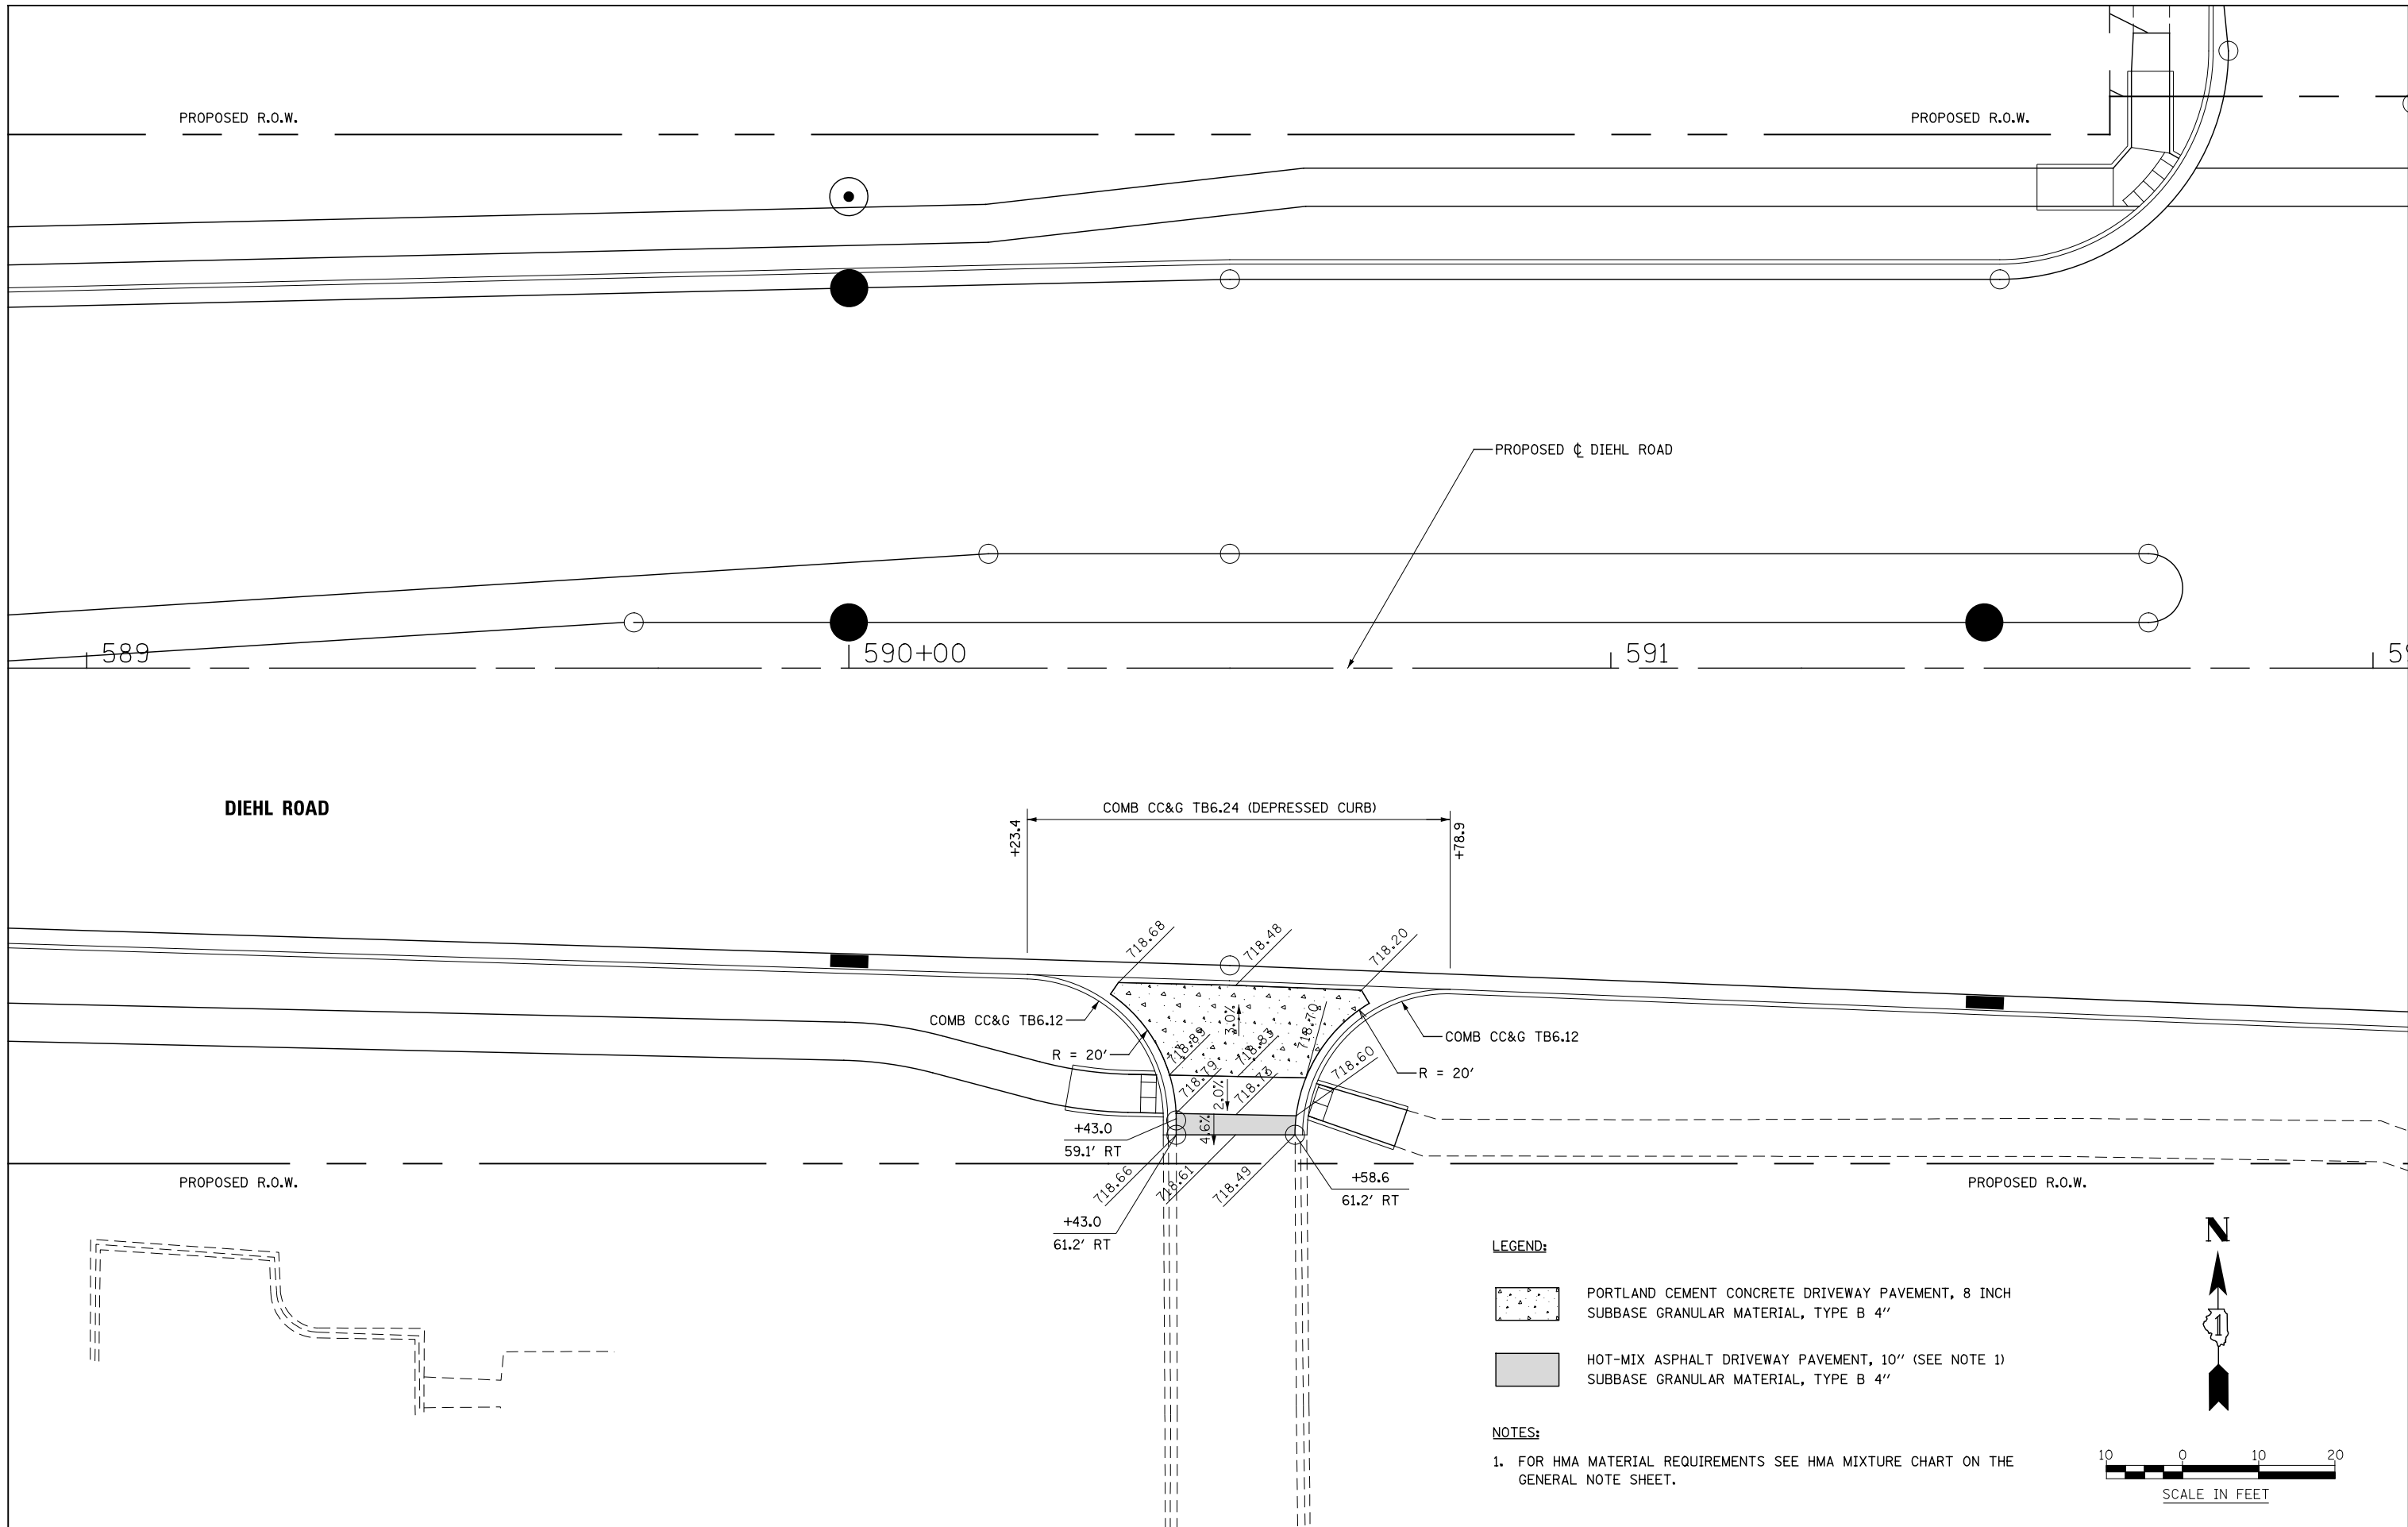 PROPOSED R.O.W.
PROPOSED R.O.W.
PROPOSED ℄ DIEHL ROAD
589
590+00
591
DIEHL ROAD
COMB CC&G TB6.24 (DEPRESSED CURB)
+23.4
+78.9
718.68
718.48
718.20
COMB CC&G TB6.12
3.0%
718.70
COMB CC&G TB6.12
R = 20'
718.89
718.83
718.60
R = 20'
718.79
2.0%
718.73
4.6%
+43.0
59.1' RT
718.66
718.61
718.49
+58.6
61.2' RT
+43.0
61.2' RT
PROPOSED R.O.W.
PROPOSED R.O.W.
LEGEND:
PORTLAND CEMENT CONCRETE DRIVEWAY PAVEMENT, 8 INCH
SUBBASE GRANULAR MATERIAL, TYPE B 4"
HOT-MIX ASPHALT DRIVEWAY PAVEMENT, 10" (SEE NOTE 1)
SUBBASE GRANULAR MATERIAL, TYPE B 4"
NOTES:
1. FOR HMA MATERIAL REQUIREMENTS SEE HMA MIXTURE CHART ON THE
GENERAL NOTE SHEET.
N
1
10 0 10 20
SCALE IN FEET